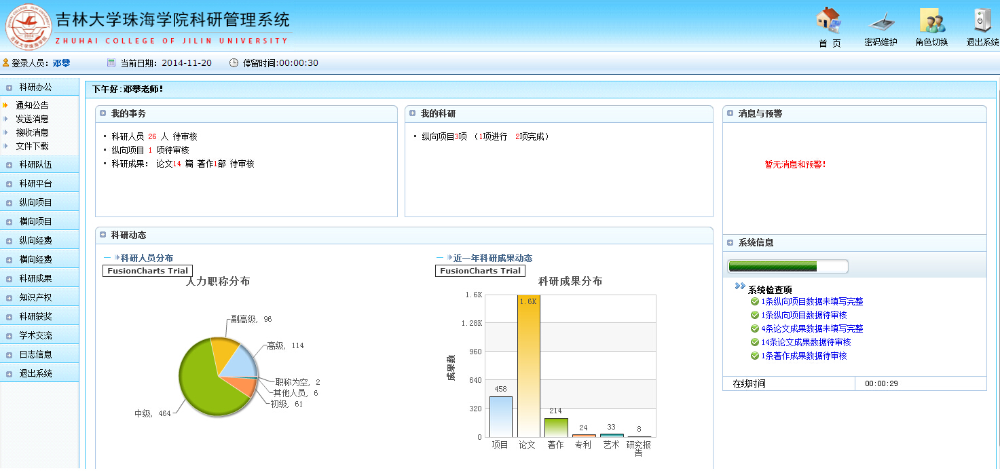 吉林大学珠海学院科研管理系统
ZHUHAI COLLEGE OF JILIN UNIVERSITY
首 页
密码维护
角色切换
退出系统
登录人员：邓攀
当前日期：2014-11-20
停留时间:00:00:30
科研办公
通知公告
发送消息
接收消息
文件下载
科研队伍
科研平台
纵向项目
横向项目
纵向经费
横向经费
科研成果
知识产权
科研获奖
学术交流
日志信息
退出系统
下午好:邓攀老师!
我的事务
科研人员 26 人 待审核
纵向项目 1 项待审核
科研成果： 论文14 篇 著作1部 待审核
我的科研
纵向项目3项 （1项进行 2项完成）
消息与预警
暂无消息和预警!
科研动态
科研人员分布
FusionCharts Trial
人力职称分布
副高级, 96
高级, 114
职称为空, 2
其他人员, 6
初级, 61
中级, 464
近一年科研成果动态
FusionCharts Trial
科研成果分布
成果数
1.6K
1.28K
960
640
320
0
458
1.6K
214
24
33
8
项目
论文
著作
专利
艺术
研究报
告
系统信息
系统检查项
1条纵向项目数据未填写完整
1条纵向项目数据待审核
4条论文成果数据未填写完整
14条论文成果数据待审核
1条著作成果数据待审核
在线时间
00:00:29